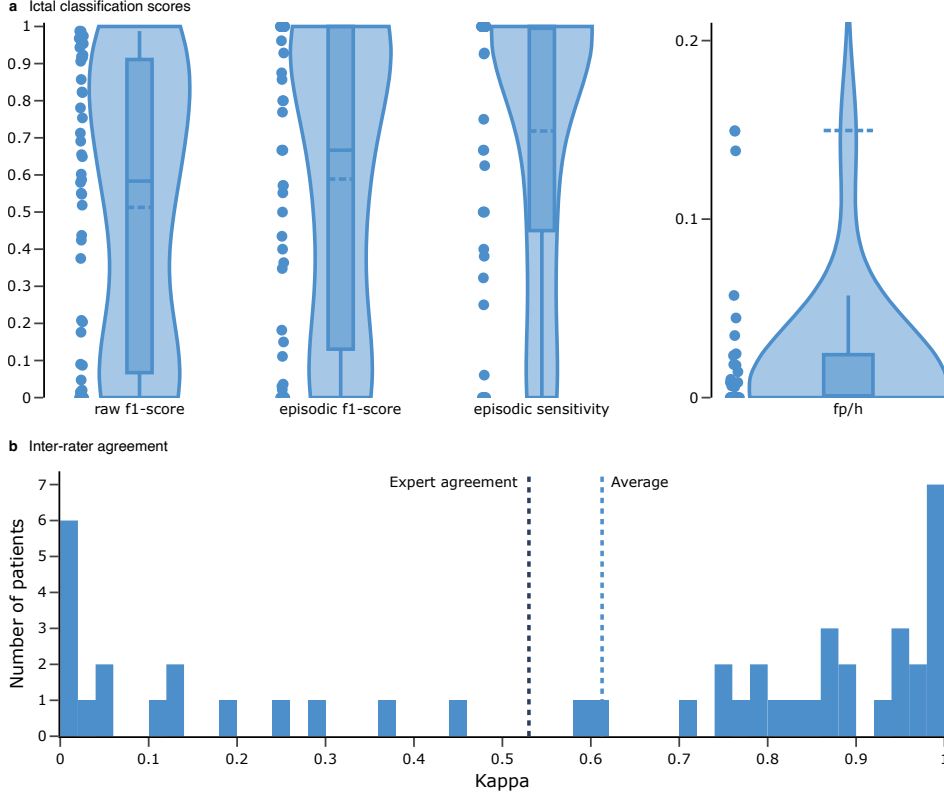 a Ictal classification scores
1
0.9
0.8
0.7
0.6
0.5
0.4
0.3
0.2
0.1
0
raw f1-score
episodic f1-score
episodic sensitivity
0.2
0.1
0
fp/h
b Inter-rater agreement
Number of patients
7
6
5
4
3
2
1
0
Expert agreement
Average
0 0.1 0.2 0.3 0.4 0.5 0.6 0.7 0.8 0.9 1
Kappa